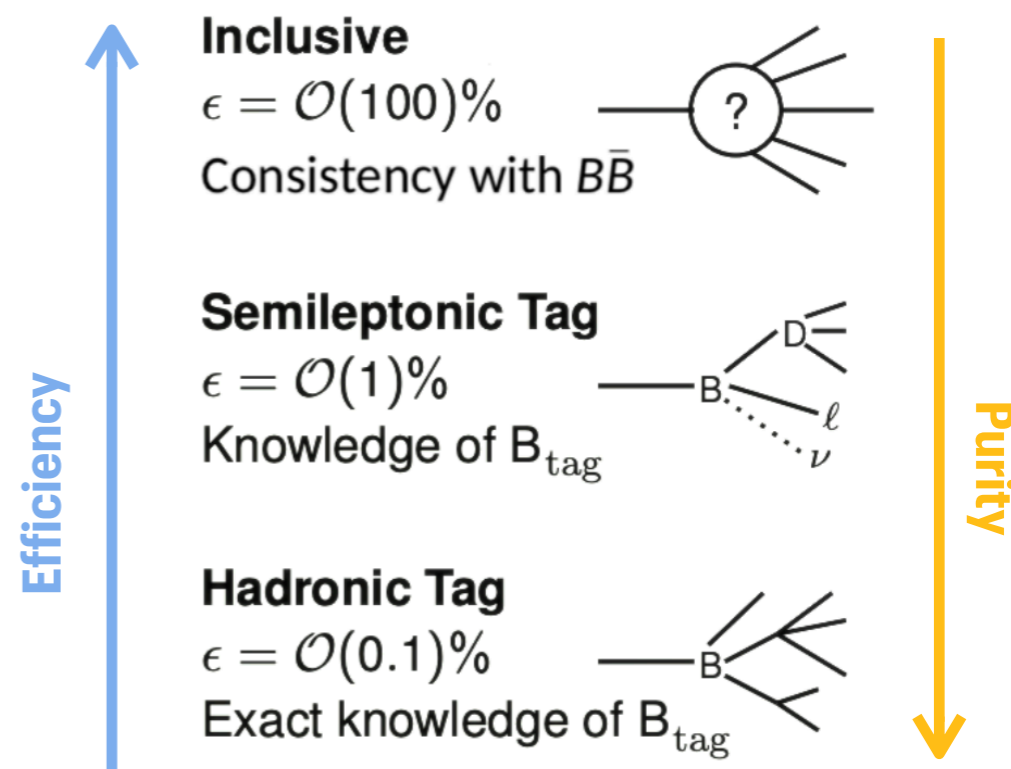 Inclusive
ϵ = 𝒪(100)%
?
Consistency with BB̄
Semileptonic Tag
ϵ = 𝒪(1)%
Knowledge of B_tag
D
B
ℓ
ν
Hadronic Tag
ϵ = 𝒪(0.1)%
B
Exact knowledge of B_tag
Efficiency
Purity